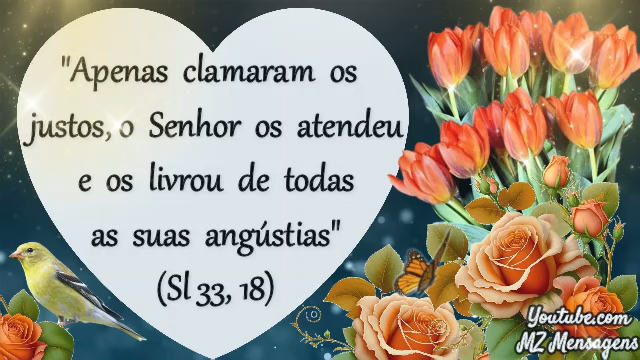 "Apenas clamaram os
justos, o Senhor os atendeu
e os livrou de todas
as suas angústias"
(Sl 33, 18)
Youtube.com
MZ Mensagens